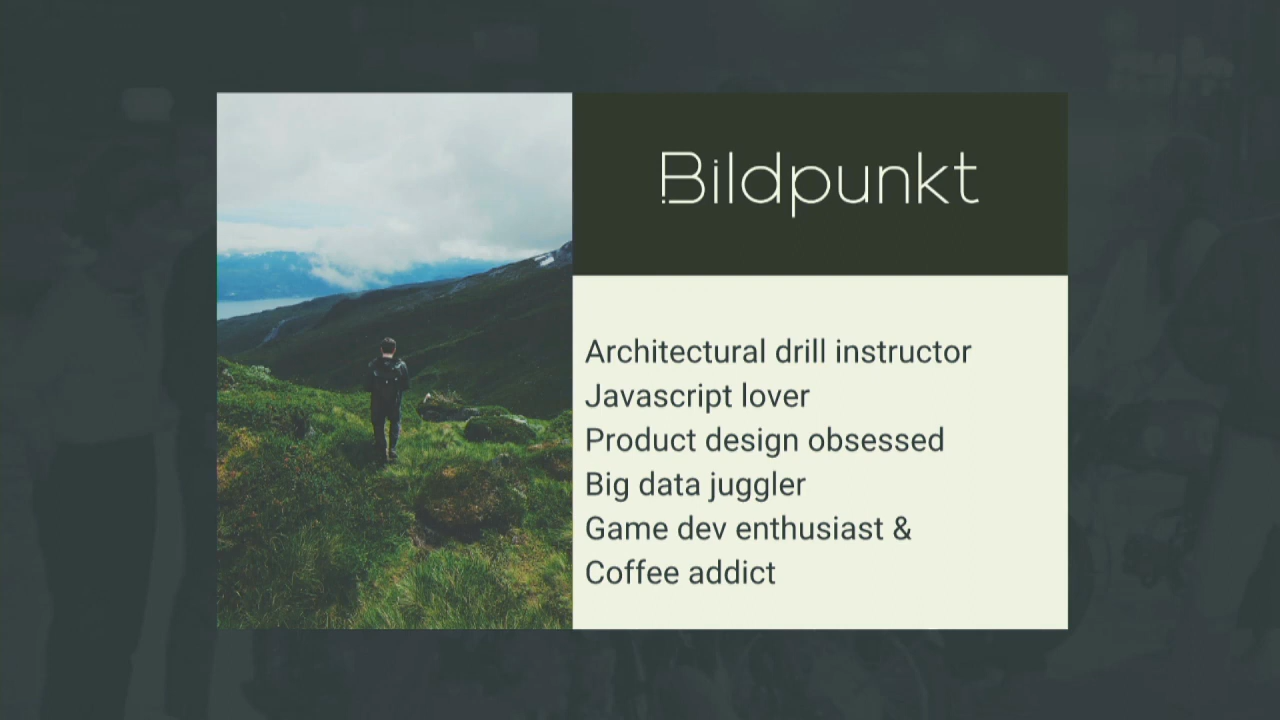 Bildpunkt
Architectural drill instructor
Javascript lover
Product design obsessed
Big data juggler
Game dev enthusiast &
Coffee addict